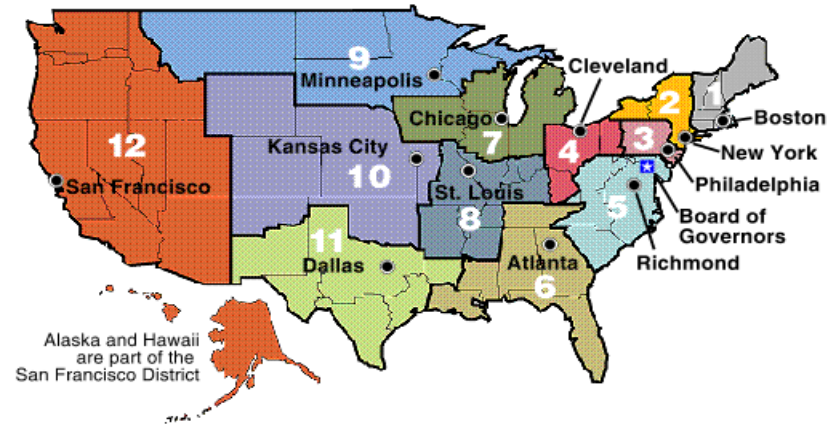 Cleveland
9
Minneapolis
2
1
Chicago
7
Boston
12
Kansas City
4
3
New York
10
San Francisco
St. Louis
Philadelphia
8
5
Board of
Governors
11
Dallas
Atlanta
6
Richmond
Alaska and Hawaii
are part of the
San Francisco District